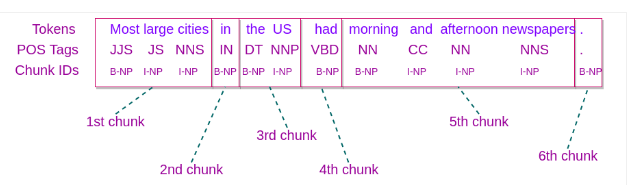 Tokens Most large cities in the US had morning and afternoon newspapers .
POS Tags JJS JS NNS IN DT NNP VBD NN CC NN NNS .
Chunk IDs B-NP I-NP I-NP B-NP B-NP I-NP B-NP B-NP I-NP I-NP I-NP B-NP
1st chunk
2nd chunk
3rd chunk
4th chunk
5th chunk
6th chunk